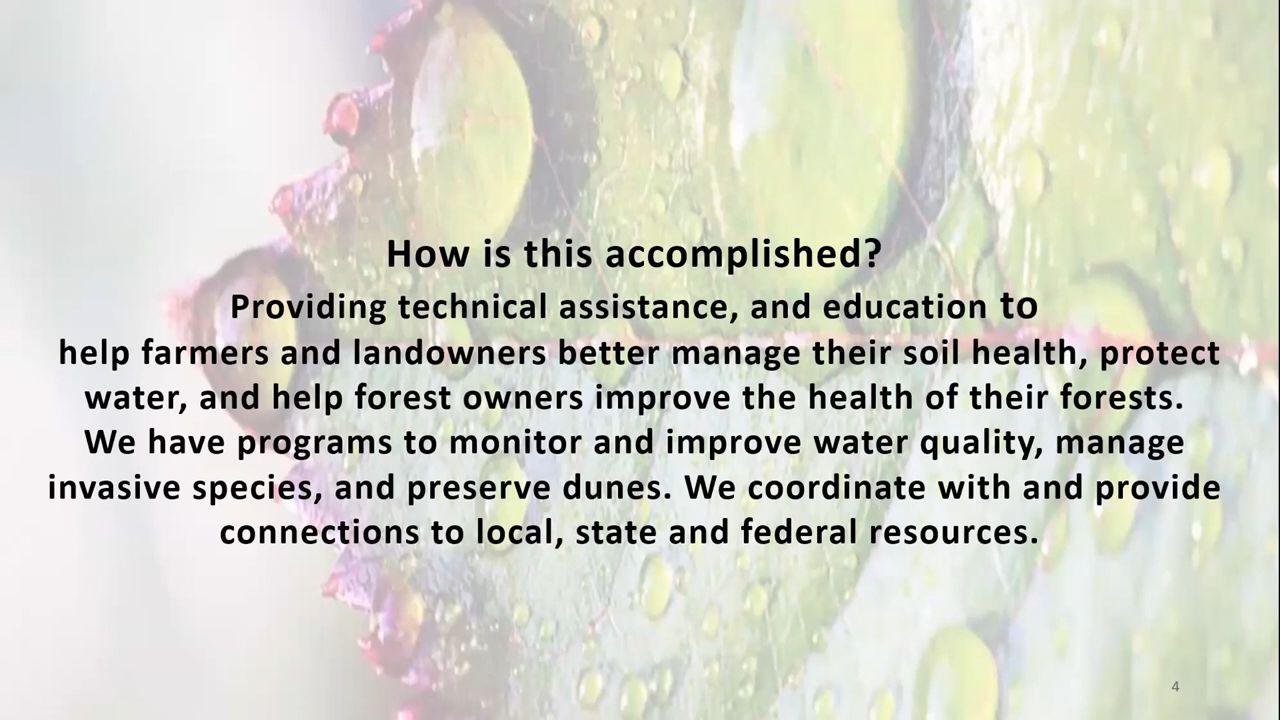 How is this accomplished?
Providing technical assistance, and education to
help farmers and landowners better manage their soil health, protect
water, and help forest owners improve the health of their forests.
We have programs to monitor and improve water quality, manage
invasive species, and preserve dunes. We coordinate with and provide
connections to local, state and federal resources.
4